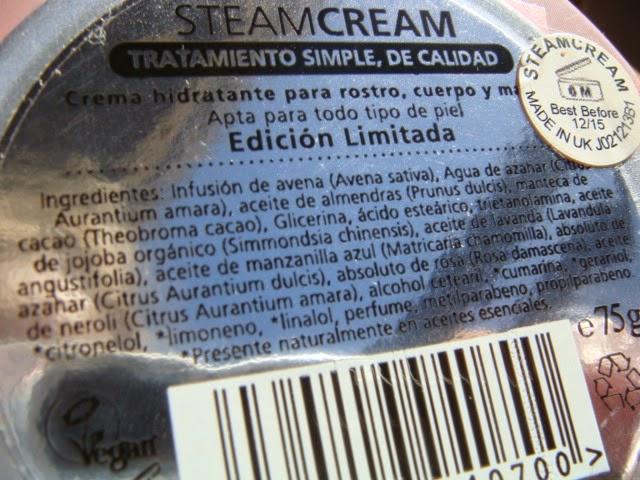 STEAMCREAM
TRATAMIENTO SIMPLE, DE CALIDAD
Crema hidratante para rostro, cuerpo y
Apta para todo tipo de piel
Edición Limitada
STEAMCREAM
6 M
Best Before
12/15
MADE IN UK J02121361
Ingredientes: Infusión de avena (Avena sativa), Agua de azahar (Citrus
Aurantium amara), aceite de almendras (Prunus dulcis), manteca de
cacao (Theobroma cacao), Glicerina, ácido esteárico, trietanolamina, aceite
de jojoba orgánico (Simmondsia chinensis), aceite de lavanda (Lavandula
angustifolia), aceite de manzanilla azul (Matricaria chamomilla), absoluto de
azahar (Citrus Aurantium dulcis), absoluto de rosa (Rosa damascena), aceite
de neroli (Citrus Aurantium amara), alcohol cetearil, *cumarina, *geraniol,
*citronelol, *limoneno, *linalol, perfume, metilparabeno, propilparabeno
*Presente naturalmente en aceites esenciales.
e75g
Vegan